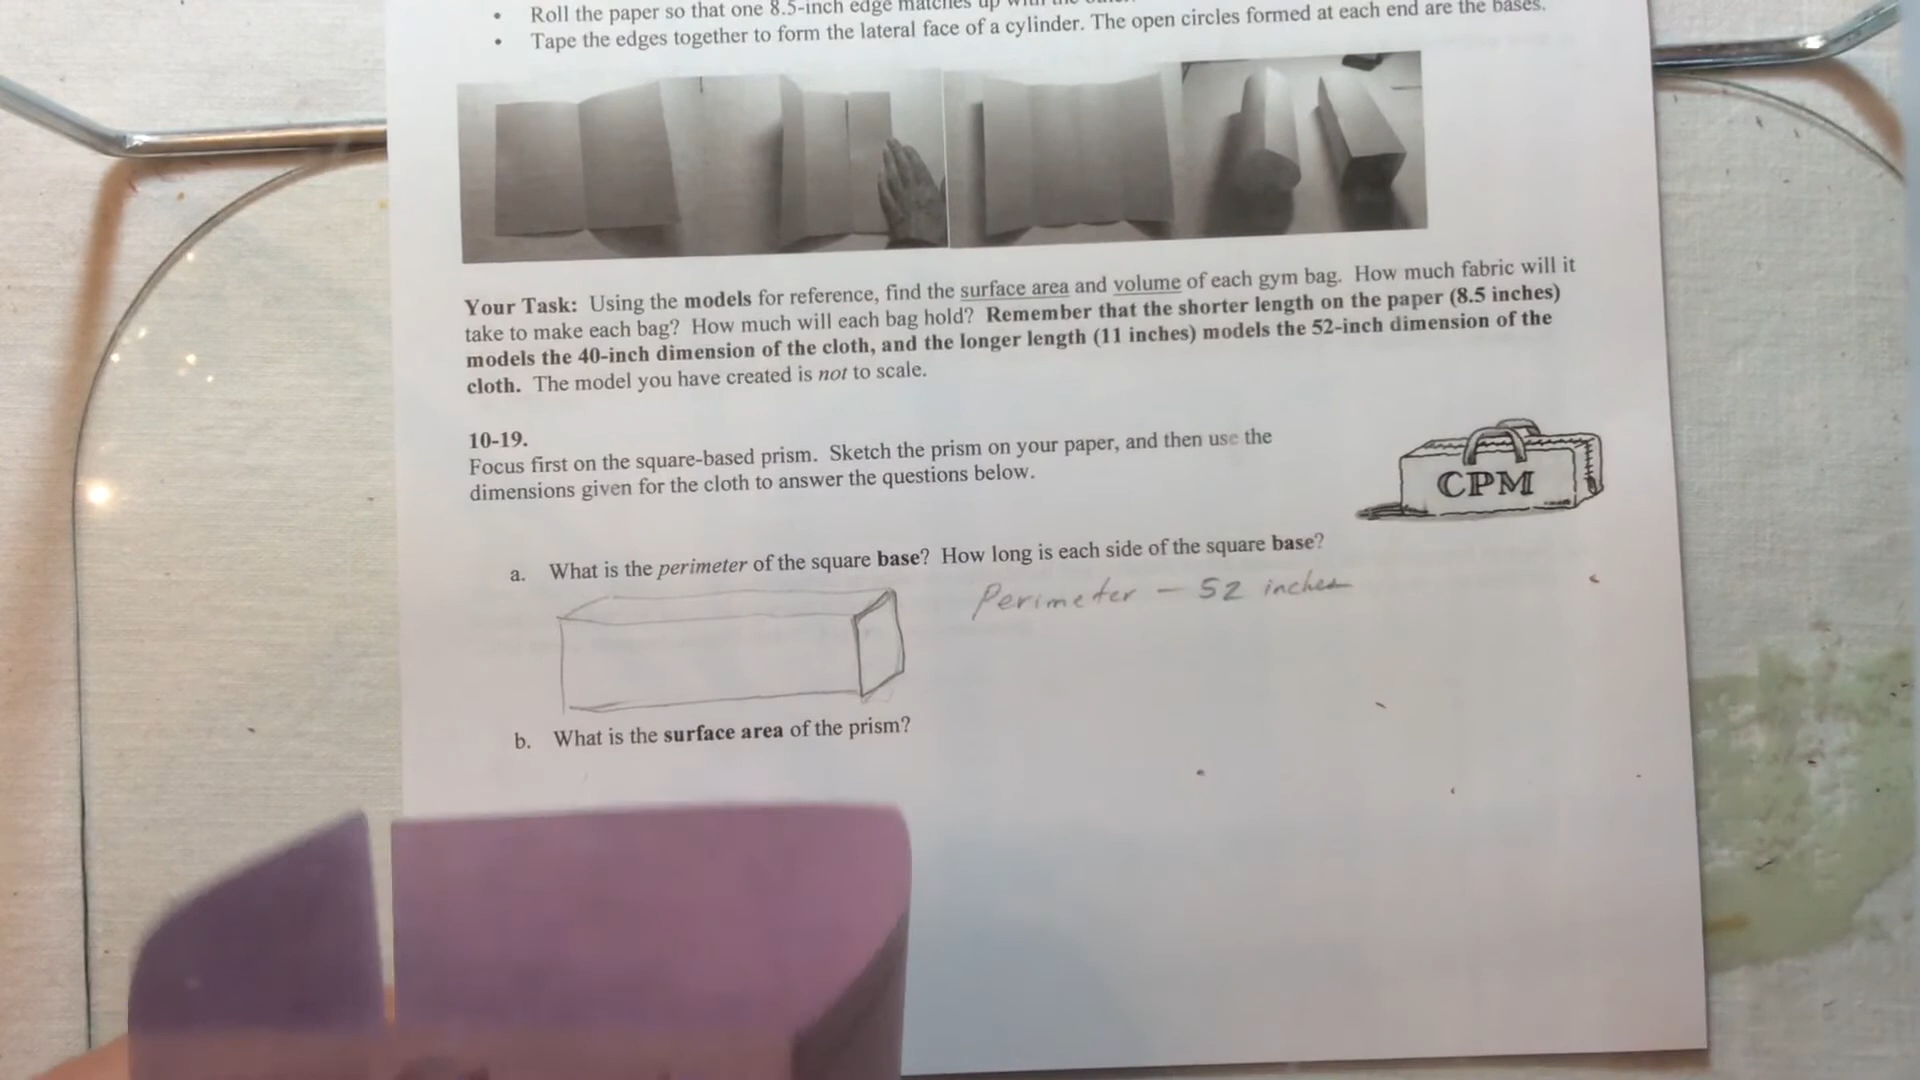 • Roll the paper so that one 8.5-inch edge matches up with the other.
• Tape the edges together to form the lateral face of a cylinder. The open circles formed at each end are the bases.
Your Task: Using the models for reference, find the surface area and volume of each gym bag. How much fabric will it
take to make each bag? How much will each bag hold? Remember that the shorter length on the paper (8.5 inches)
models the 40-inch dimension of the cloth, and the longer length (11 inches) models the 52-inch dimension of the
cloth. The model you have created is not to scale.
10-19.
Focus first on the square-based prism. Sketch the prism on your paper, and then use the
dimensions given for the cloth to answer the questions below.
CPM
a. What is the perimeter of the square base? How long is each side of the square base?
Perimeter - 52 inches
b. What is the surface area of the prism?